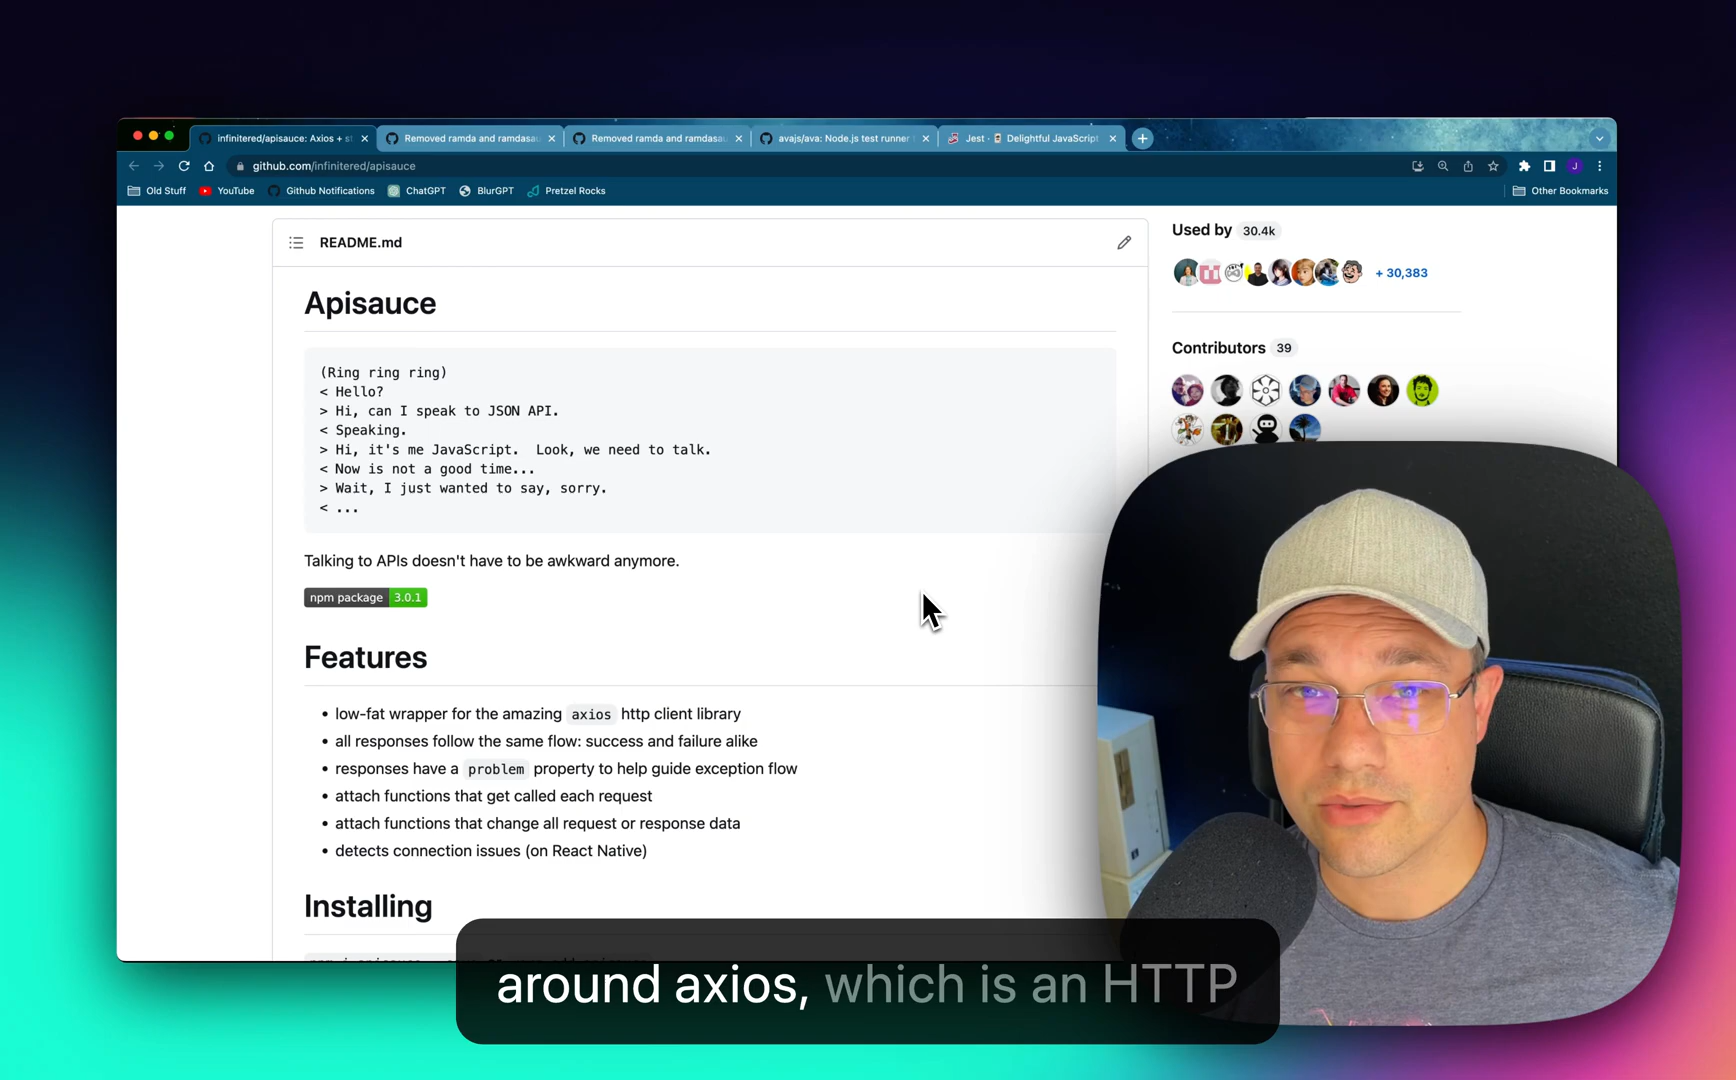 infinitered/apisauce: Axios + st
Removed ramda and ramdasau
Removed ramda and ramdasau
avajs/ava: Node.js test runner
Jest · Delightful JavaScript
github.com/infinitered/apisauce
J
Old Stuff
YouTube
Github Notifications
ChatGPT
BlurGPT
Pretzel Rocks
Other Bookmarks
README.md
Apisauce
(Ring ring ring)
< Hello?
> Hi, can I speak to JSON API.
< Speaking.
> Hi, it's me JavaScript.  Look, we need to talk.
< Now is not a good time...
> Wait, I just wanted to say, sorry.
< ...
Talking to APIs doesn't have to be awkward anymore.
npm package 3.0.1
Features
• low-fat wrapper for the amazing axios http client library
• all responses follow the same flow: success and failure alike
• responses have a problem property to help guide exception flow
• attach functions that get called each request
• attach functions that change all request or response data
• detects connection issues (on React Native)
Installing
Used by 30.4k
+ 30,383
Contributors 39
around axios, which is an HTTP